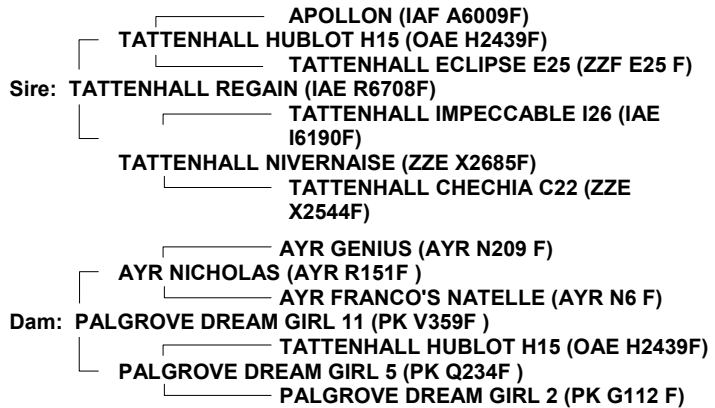 APOLLON (IAF A6009F)
TATTENHALL HUBLOT H15 (OAE H2439F)
TATTENHALL ECLIPSE E25 (ZZF E25 F)
Sire: TATTENHALL REGAIN (IAE R6708F)
TATTENHALL IMPECCABLE I26 (IAE
I6190F)
TATTENHALL NIVERNAISE (ZZE X2685F)
TATTENHALL CHECHIA C22 (ZZE
X2544F)
AYR GENIUS (AYR N209 F)
AYR NICHOLAS (AYR R151F )
AYR FRANCO'S NATELLE (AYR N6 F)
Dam: PALGROVE DREAM GIRL 11 (PK V359F )
TATTENHALL HUBLOT H15 (OAE H2439F)
PALGROVE DREAM GIRL 5 (PK Q234F )
PALGROVE DREAM GIRL 2 (PK G112 F)